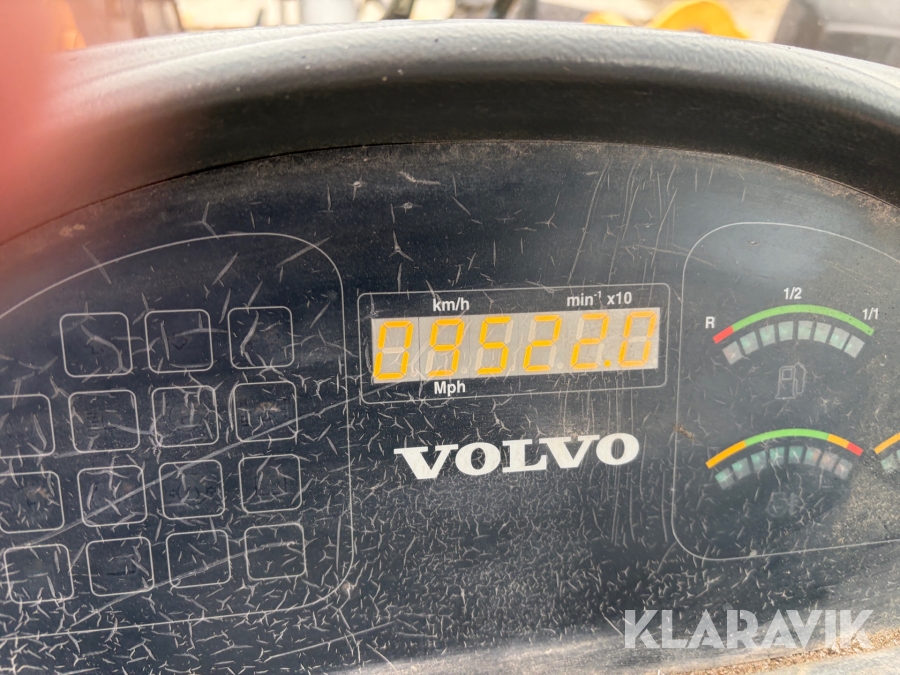 km/h min⁻¹ x10
09522.0
Mph
VOLVO
R 1/2 1/1
KLARAVIK